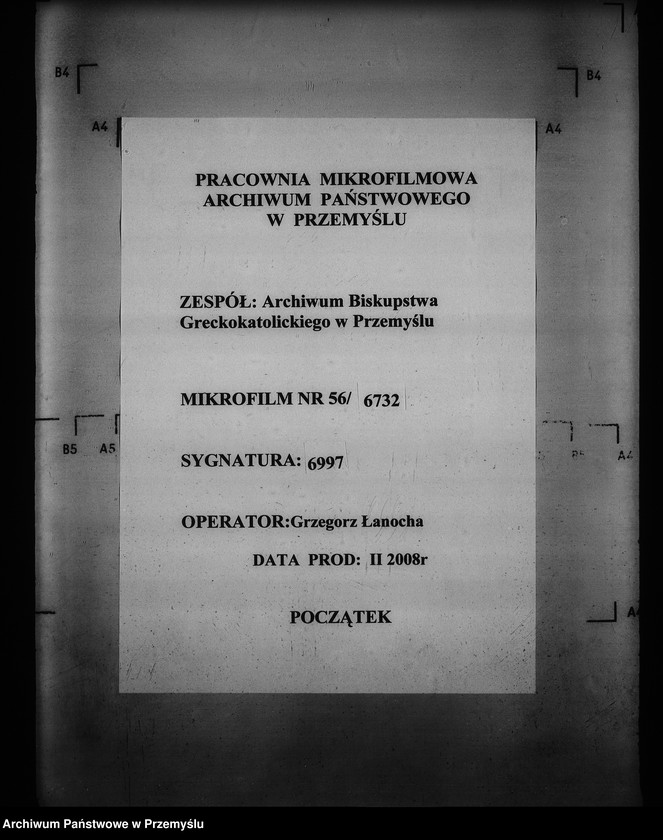 B4
B4
A4
A4
PRACOWNIA MIKROFILMOWA
ARCHIWUM PAŃSTWOWEGO
W PRZEMYŚLU
ZESPÓŁ: Archiwum Biskupstwa
Greckokatolickiego w Przemyślu
MIKROFILM NR 56/ 6732
B5 A5
A4
SYGNATURA: 6997
OPERATOR:Grzegorz Łanocha
DATA PROD: II 2008r
POCZĄTEK
Archiwum Państwowe w Przemyślu